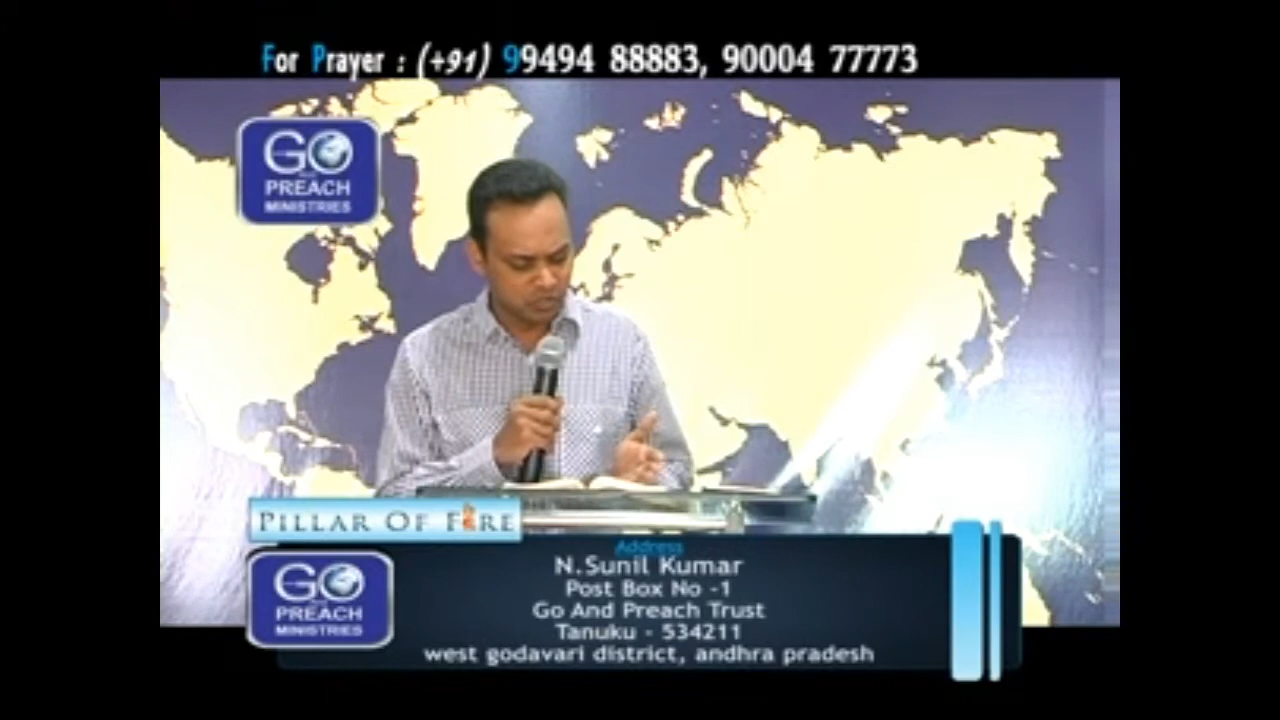 For Prayer : (+91) 99494 88883, 90004 77773
GO
PREACH
MINISTRIES
PILLAR OF FIRE
GO
PREACH
MINISTRIES
Address
N.Sunil Kumar
Post Box No -1
Go And Preach Trust
Tanuku - 534211
west godavari district, andhra pradesh